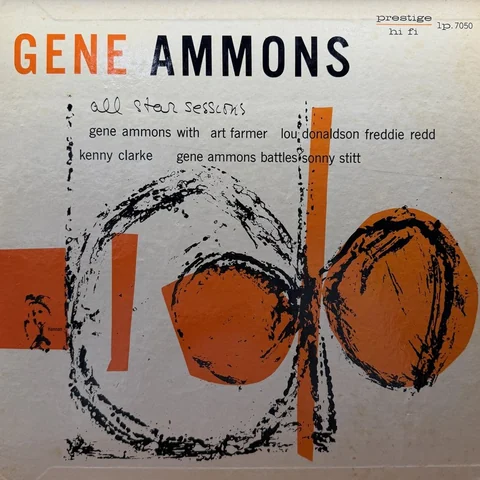 prestige
hi fi lp.7050
GENE AMMONS
all star sessions
gene ammons with art farmer lou donaldson freddie redd
kenny clarke gene ammons battles sonny stitt